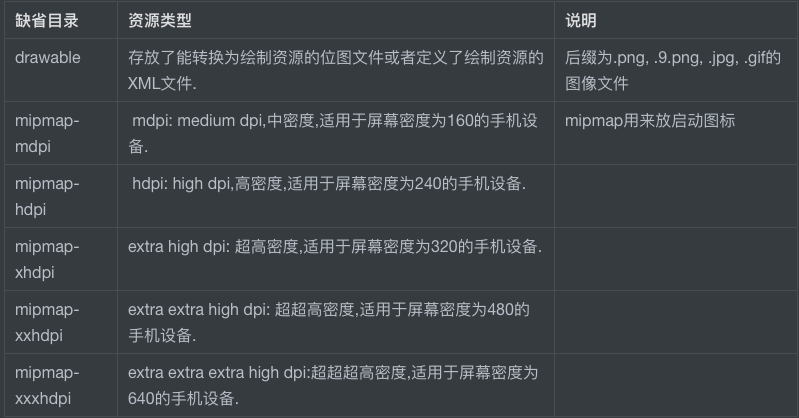 缺省目录 资源类型 说明
drawable 存放了能转换为绘制资源的位图文件或者定义了绘制资源的 后缀为.png, .9.png, .jpg, .gif的
XML文件. 图像文件
mipmap- mdpi: medium dpi,中密度,适用于屏幕密度为160的手机设 mipmap用来放启动图标
mdpi 备.
mipmap- hdpi: high dpi,高密度,适用于屏幕密度为240的手机设备.
hdpi
mipmap- extra high dpi: 超高密度,适用于屏幕密度为320的手机设备.
xhdpi
mipmap- extra extra high dpi: 超超高密度,适用于屏幕密度为480的
xxhdpi 手机设备.
mipmap- extra extra extra high dpi:超超超高密度,适用于屏幕密度为
xxxhdpi 640的手机设备.